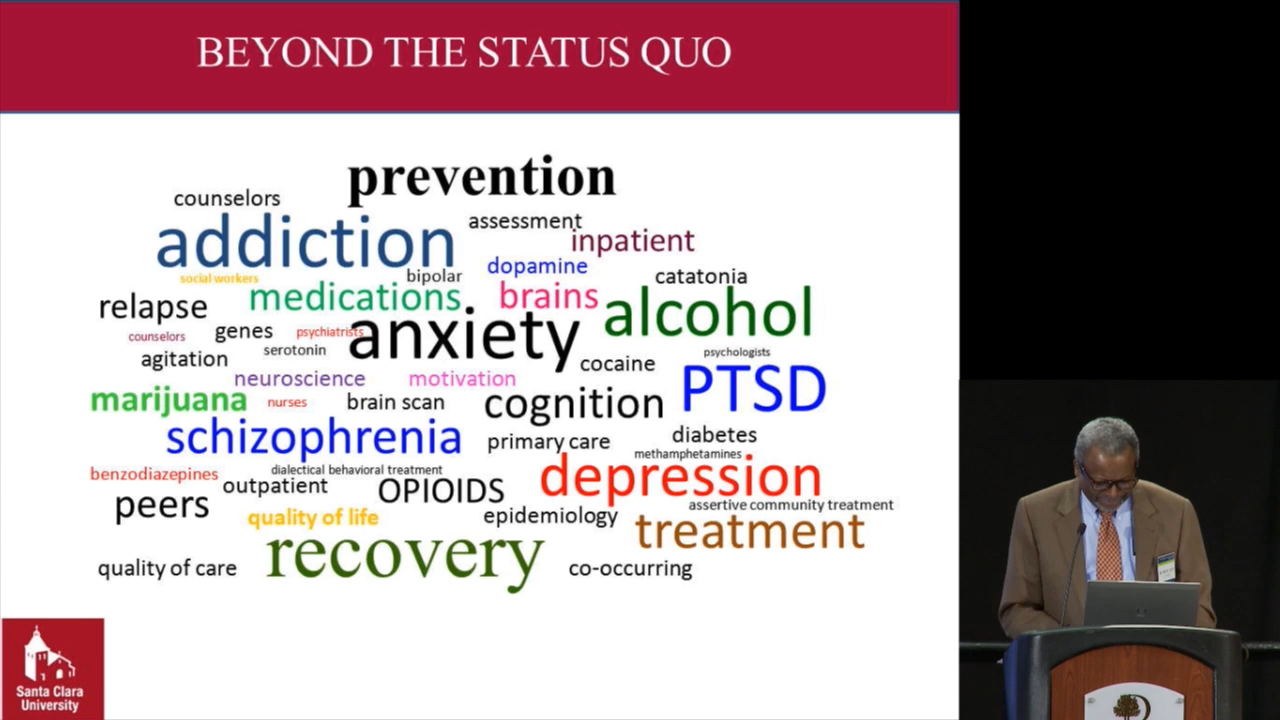 BEYOND THE STATUS QUO
prevention
counselors
assessment
addiction
inpatient
social workers
bipolar
dopamine
catatonia
relapse
medications
brains
alcohol
counselors
genes
psychiatrists
anxiety
serotonin
psychologists
agitation
cocaine
neuroscience
motivation
PTSD
marijuana
nurses
brain scan
cognition
schizophrenia
primary care
diabetes
methamphetamines
benzodiazepines
dialectical behavioral treatment
depression
outpatient
OPIOIDS
peers
assertive community treatment
quality of life
epidemiology
treatment
recovery
quality of care
co-occurring
Santa Clara
University